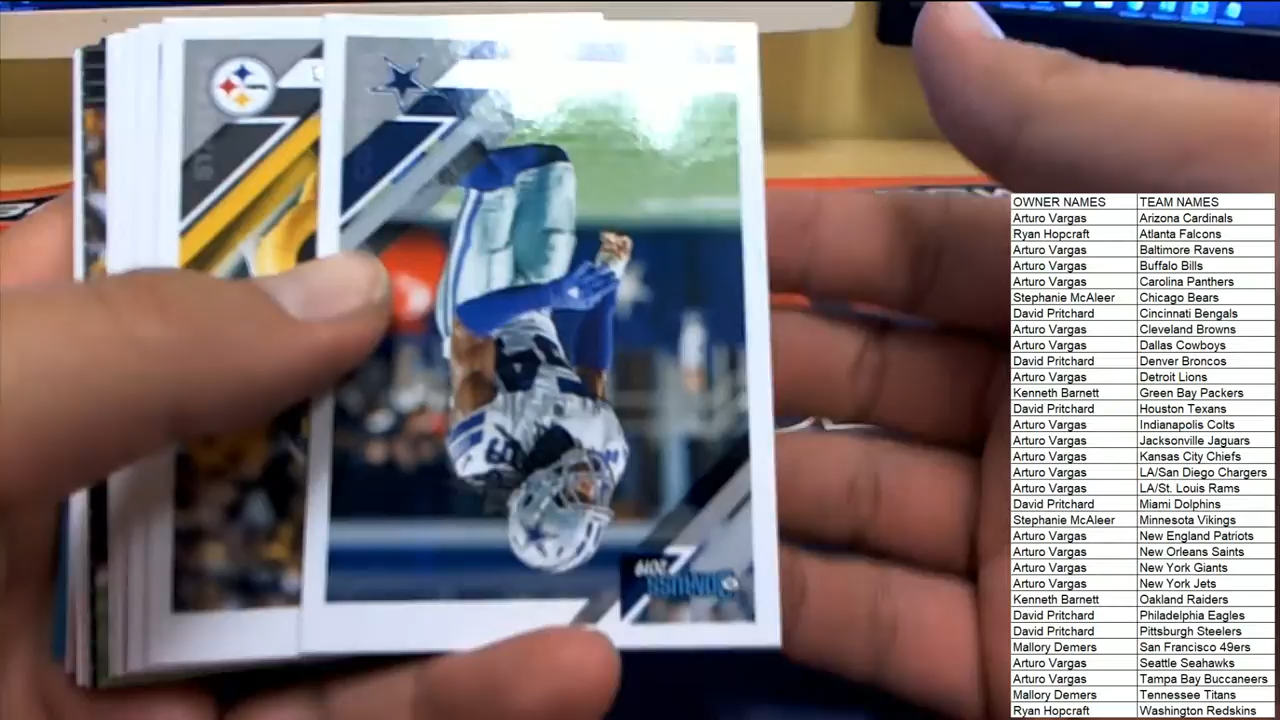 OWNER NAMES TEAM NAMES
Arturo Vargas Arizona Cardinals
Ryan Hopcraft Atlanta Falcons
Arturo Vargas Baltimore Ravens
Arturo Vargas Buffalo Bills
Arturo Vargas Carolina Panthers
Stephanie McAleer Chicago Bears
David Pritchard Cincinnati Bengals
Arturo Vargas Cleveland Browns
Arturo Vargas Dallas Cowboys
David Pritchard Denver Broncos
Arturo Vargas Detroit Lions
Kenneth Barnett Green Bay Packers
David Pritchard Houston Texans
Arturo Vargas Indianapolis Colts
Arturo Vargas Jacksonville Jaguars
Arturo Vargas Kansas City Chiefs
Arturo Vargas LA/San Diego Chargers
Arturo Vargas LA/St. Louis Rams
David Pritchard Miami Dolphins
Stephanie McAleer Minnesota Vikings
Arturo Vargas New England Patriots
Arturo Vargas New Orleans Saints
Arturo Vargas New York Giants
Arturo Vargas New York Jets
Kenneth Barnett Oakland Raiders
David Pritchard Philadelphia Eagles
David Pritchard Pittsburgh Steelers
Mallory Demers San Francisco 49ers
Arturo Vargas Seattle Seahawks
Arturo Vargas Tampa Bay Buccaneers
Mallory Demers Tennessee Titans
Ryan Hopcraft Washington Redskins
2019
DONRUSS